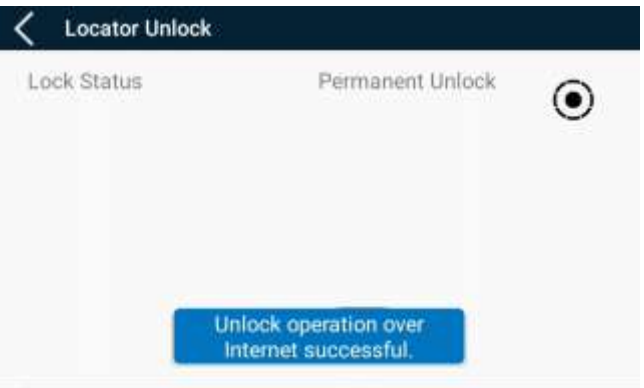 Locator Unlock
Lock Status Permanent Unlock
Unlock operation over
Internet successful.